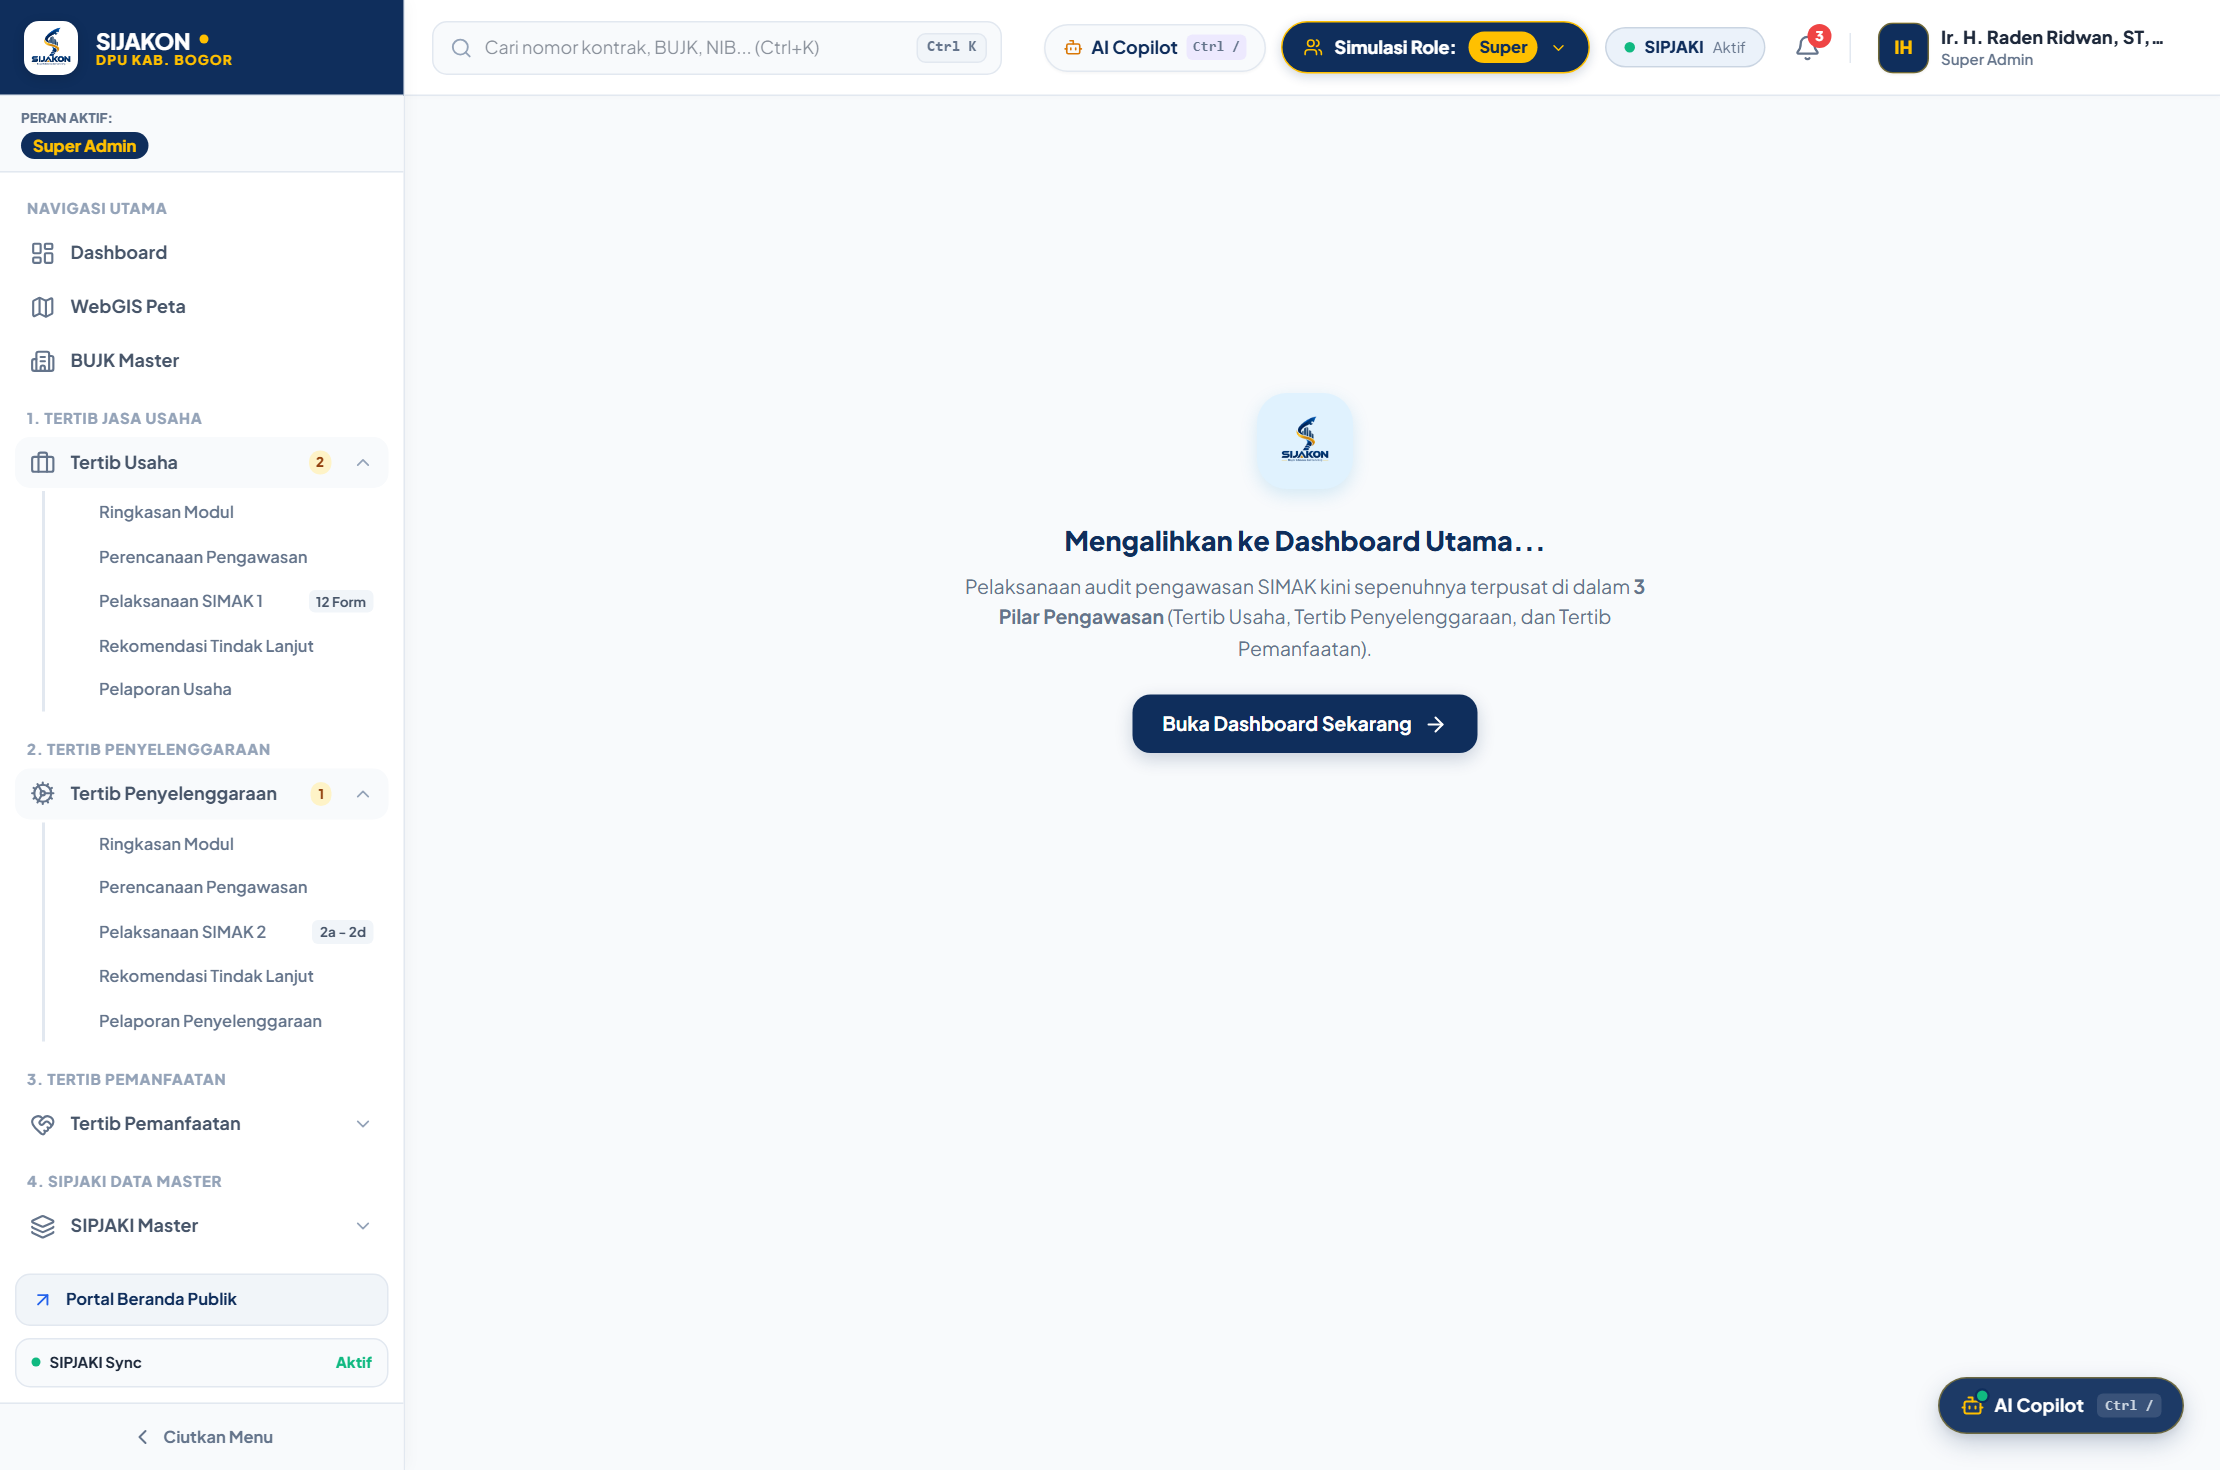 SIJAKON
SIJAKON
DPU KAB. BOGOR
Cari nomor kontrak, BUJK, NIB... (Ctrl+K)
Ctrl K
AI Copilot
Ctrl /
Simulasi Role:
Super
SIPJAKI
Aktif
3
IH
Ir. H. Raden Ridwan, ST,...
Super Admin
PERAN AKTIF:
Super Admin
NAVIGASI UTAMA
Dashboard
WebGIS Peta
BUJK Master
1. TERTIB JASA USAHA
Tertib Usaha
2
Ringkasan Modul
Perencanaan Pengawasan
Pelaksanaan SIMAK 1
12 Form
Rekomendasi Tindak Lanjut
Pelaporan Usaha
2. TERTIB PENYELENGGARAAN
Tertib Penyelenggaraan
1
Ringkasan Modul
Perencanaan Pengawasan
Pelaksanaan SIMAK 2
2a - 2d
Rekomendasi Tindak Lanjut
Pelaporan Penyelenggaraan
3. TERTIB PEMANFAATAN
Tertib Pemanfaatan
4. SIPJAKI DATA MASTER
SIPJAKI Master
Portal Beranda Publik
SIPJAKI Sync
Aktif
Ciutkan Menu
SIJAKON
Mengalihkan ke Dashboard Utama...
Pelaksanaan audit pengawasan SIMAK kini sepenuhnya terpusat di dalam 3
Pilar Pengawasan (Tertib Usaha, Tertib Penyelenggaraan, dan Tertib
Pemanfaatan).
Buka Dashboard Sekarang
AI Copilot
Ctrl /